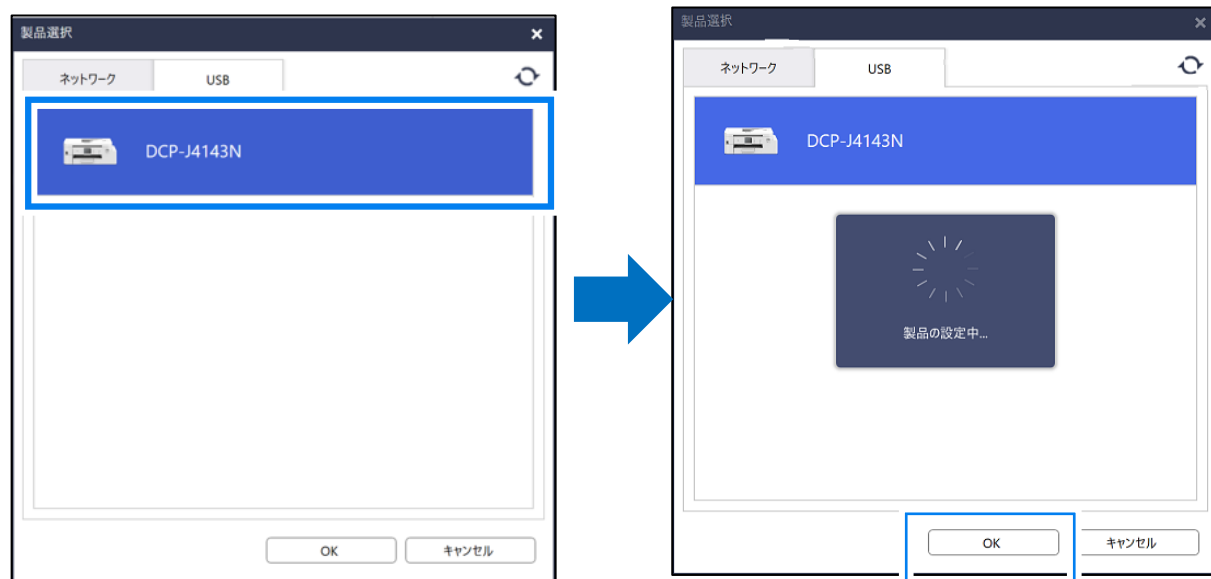 製品選択
ネットワーク
USB
DCP-J4143N
OK
キャンセル
製品選択
ネットワーク
USB
DCP-J4143N
製品の設定中...
OK
キャンセル